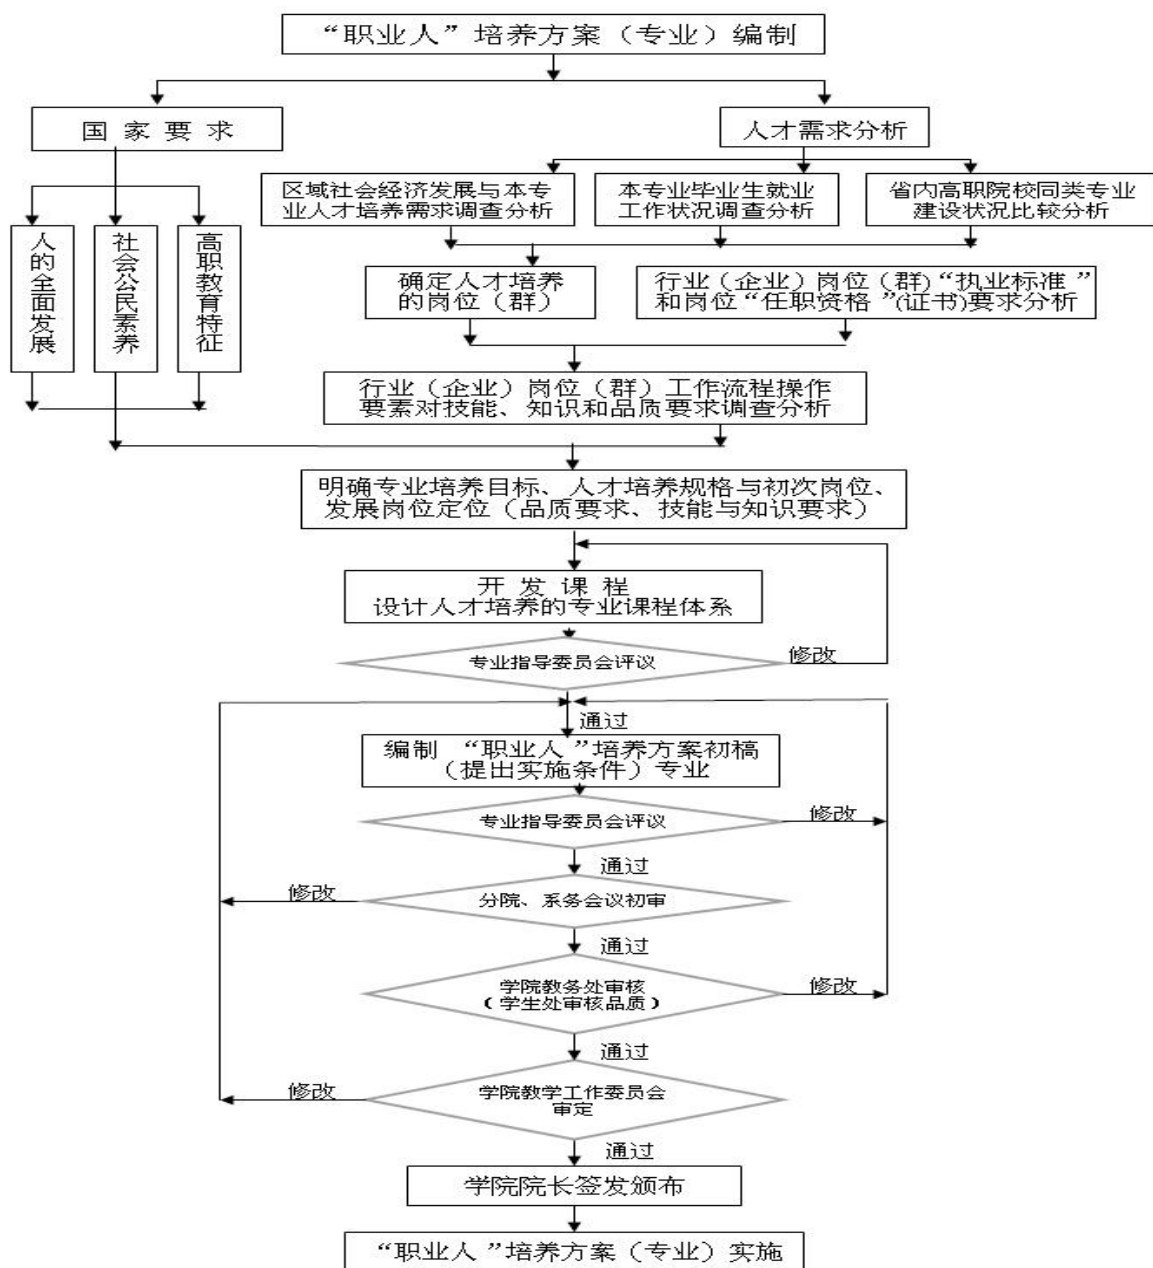 “职业人”培养方案（专业）编制
国 家 要 求
人才需求分析
区域社会经济发展与本专
业人才培养需求调查分析
本专业毕业生就业
工作状况调查分析
省内高职院校同类专业
建设状况比较分析
人的全面发展
社会公民素养
高职教育特征
确定人才培养
的岗位（群）
行业（企业）岗位（群）“执业标准”
和岗位“任职资格”(证书)要求分析
行业（企业）岗位（群）工作流程操作
要素对技能、知识和品质要求调查分析
明确专业培养目标、人才培养规格与初次岗位、
发展岗位定位（品质要求、技能与知识要求）
开 发 课 程
设计人才培养的专业课程体系
专业指导委员会评议
修改
通过
编制 “职业人”培养方案初稿
（提出实施条件）专业
专业指导委员会评议
修改
通过
修改
分院、系务会议初审
通过
学院教务处审核
（学生处审核品质）
修改
通过
修改
学院教学工作委员会
审定
通过
学院院长签发颁布
“职业人”培养方案（专业）实施